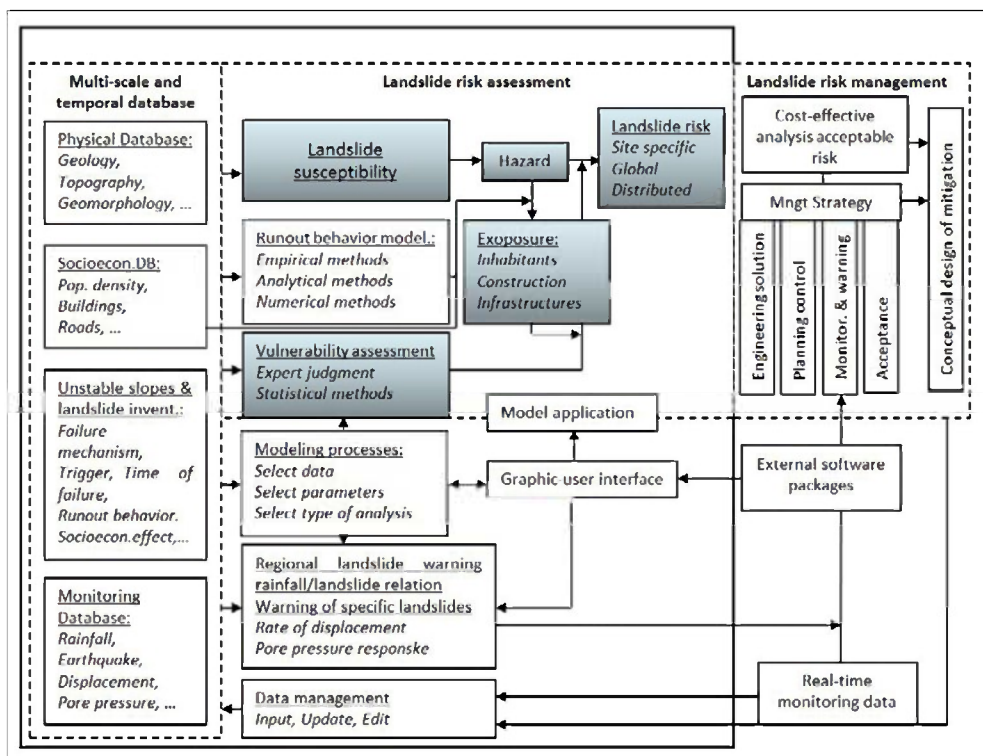 Multi-scale and
temporal database
Physical Database:
Geology,
Topography,
Geomorphology, ...
Socioecon.DB:
Pop. density,
Buildings,
Roads, ...
Unstable slopes &
landslide invent.:
Failure
mechanism,
Trigger, Time of
failure,
Runout behavior.
Socioecon.effect,...
Monitoring
Database:
Rainfall,
Earthquake,
Displacement,
Pore pressure, ...
Landslide risk assessment
Landslide
susceptibility
Hazard
Landslide risk
Site specific
Global
Distributed
Runout behavior model.:
Empirical methods
Analytical methods
Numerical methods
Exoposure:
Inhabitants
Construction
Infrastructures
Vulnerability assessment
Expert judgment
Statistical methods
Model application
Modeling processes:
Select data
Select parameters
Select type of analysis
Graphic-user interface
Regional landslide warning
rainfall/landslide relation
Warning of specific landslides
Rate of displacement
Pore pressure responske
Data management
Input, Update, Edit
Landslide risk management
Cost-effective
analysis acceptable
risk
Mngt Strategy
Engineering solution
Planning control
Monitor. & warning
Acceptance
Conceptual design of mitigation
External software
packages
Real-time
monitoring data